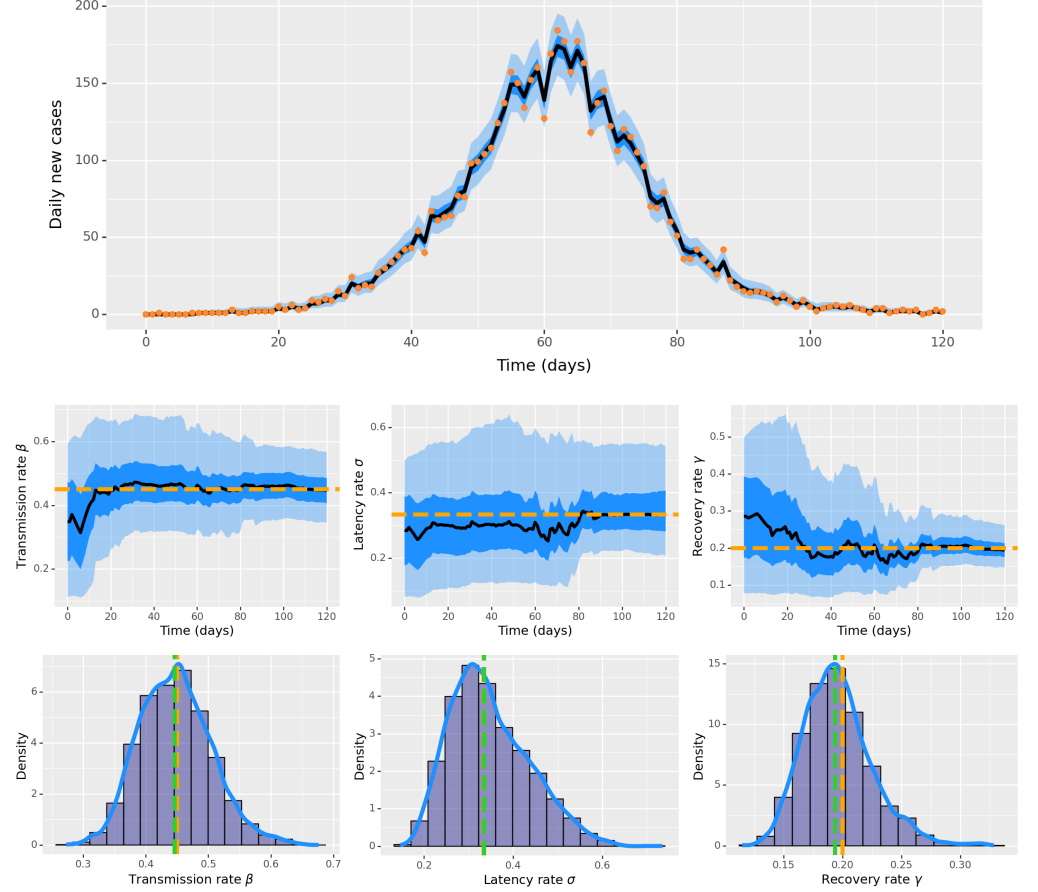 200
150
100
50
0
Daily new cases
0 20 40 60 80 100 120
Time (days)
0.6
0.4
0.2
Transmission rate β
0 20 40 60 80 100 120
Time (days)
0.6
0.4
0.2
Latency rate σ
0 20 40 60 80 100 120
Time (days)
0.5
0.4
0.3
0.2
0.1
Recovery rate γ
0 20 40 60 80 100 120
Time (days)
6
4
2
0
Density
0.3 0.4 0.5 0.6 0.7
Transmission rate β
5
4
3
2
1
0
Density
0.2 0.4 0.6
Latency rate σ
15
10
5
0
Density
0.15 0.20 0.25 0.30
Recovery rate γ